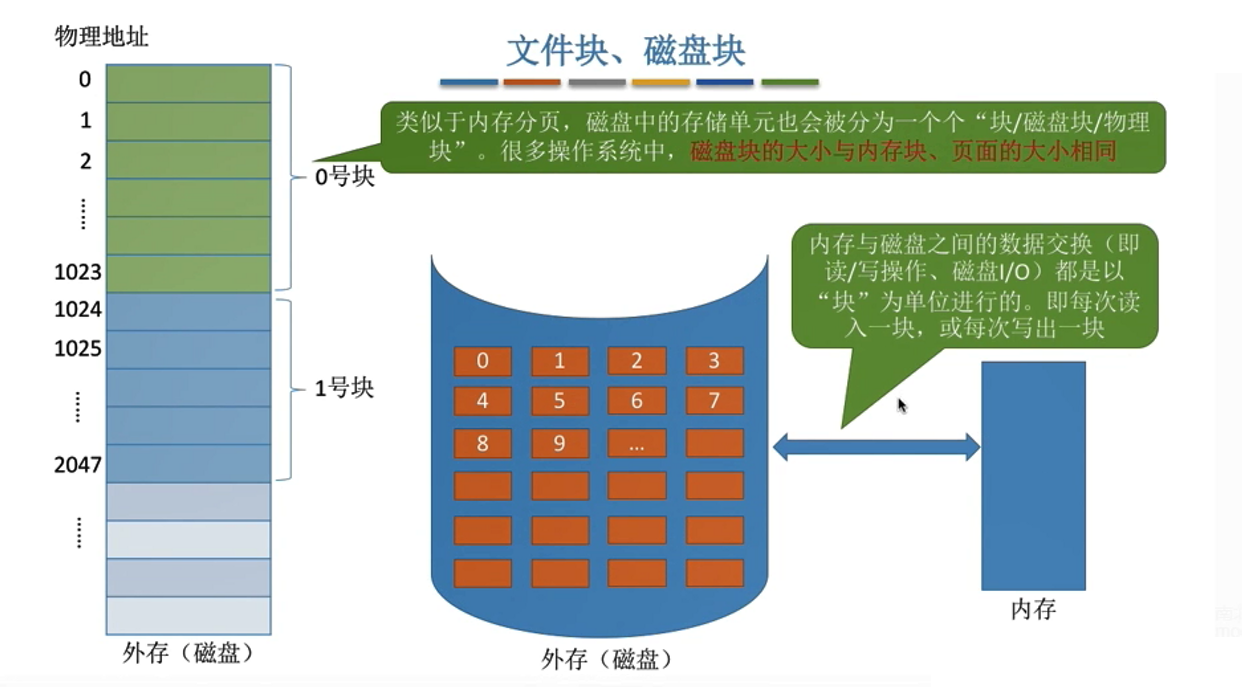 物理地址
文件块、磁盘块
0
1
2
……
1023
1024
1025
……
2047
……
0号块
1号块
外存（磁盘）
类似于内存分页，磁盘中的存储单元也会被分为一个个“块/磁盘块/物理
块”。很多操作系统中，磁盘块的大小与内存块、页面的大小相同
内存与磁盘之间的数据交换（即
读/写操作、磁盘I/O）都是以
“块”为单位进行的。即每次读
入一块，或每次写出一块
0 1 2 3
4 5 6 7
8 9 ...
外存（磁盘）
内存